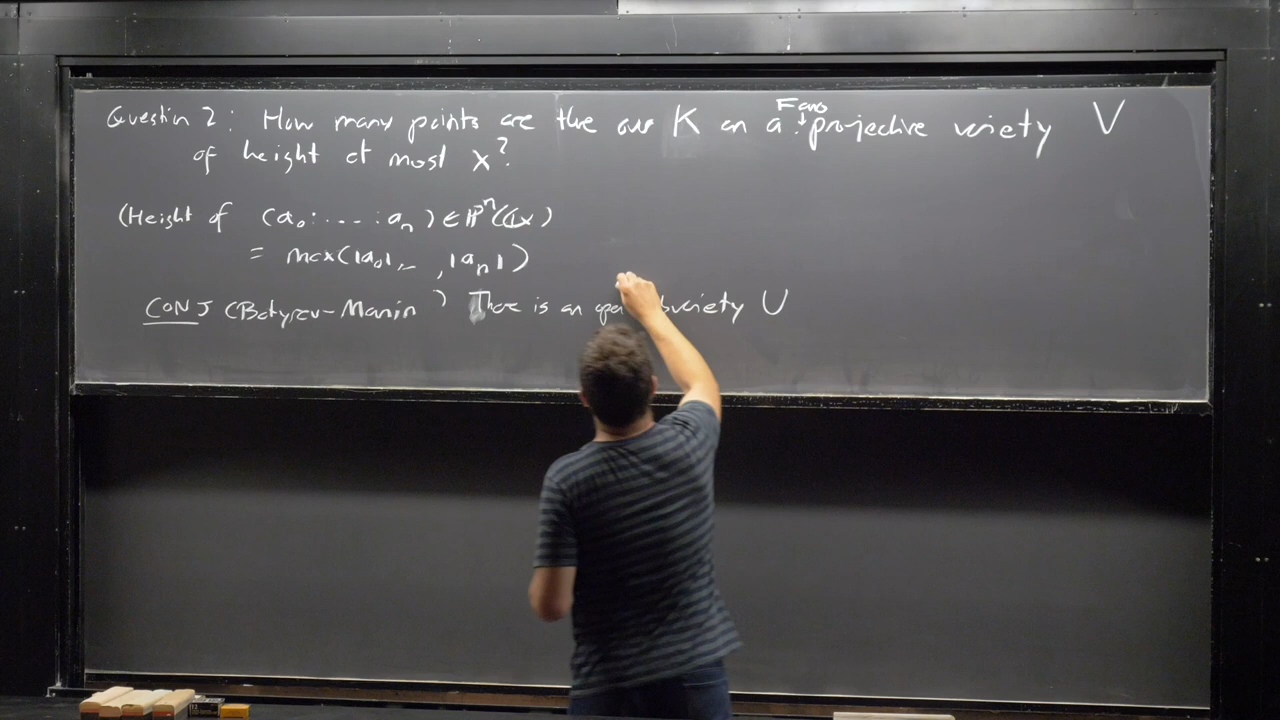 Question 2: How many points are the over K on a Fano ↓ projective variety V
of height at most X?
(Height of (a₀:....:aₙ) ∈ ℙⁿ(
= max(|a₀|, , |aₙ|)
CONJ (Batyrev-Manin) There is an open subvariety U